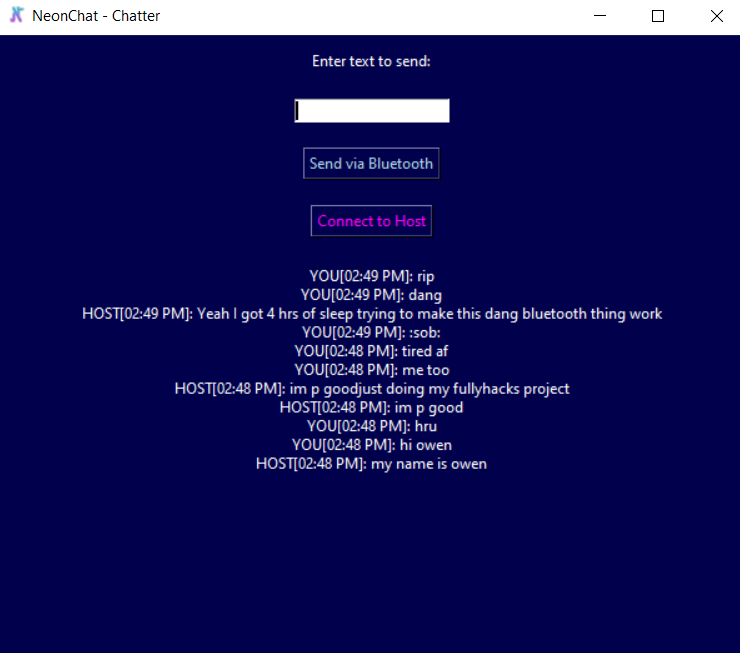 NeonChat - Chatter
Enter text to send:
Send via Bluetooth
Connect to Host
YOU[02:49 PM]: rip
YOU[02:49 PM]: dang
HOST[02:49 PM]: Yeah I got 4 hrs of sleep trying to make this dang bluetooth thing work
YOU[02:49 PM]: :sob:
YOU[02:48 PM]: tired af
YOU[02:48 PM]: me too
HOST[02:48 PM]: im p goodjust doing my fullyhacks project
HOST[02:48 PM]: im p good
YOU[02:48 PM]: hru
YOU[02:48 PM]: hi owen
HOST[02:48 PM]: my name is owen